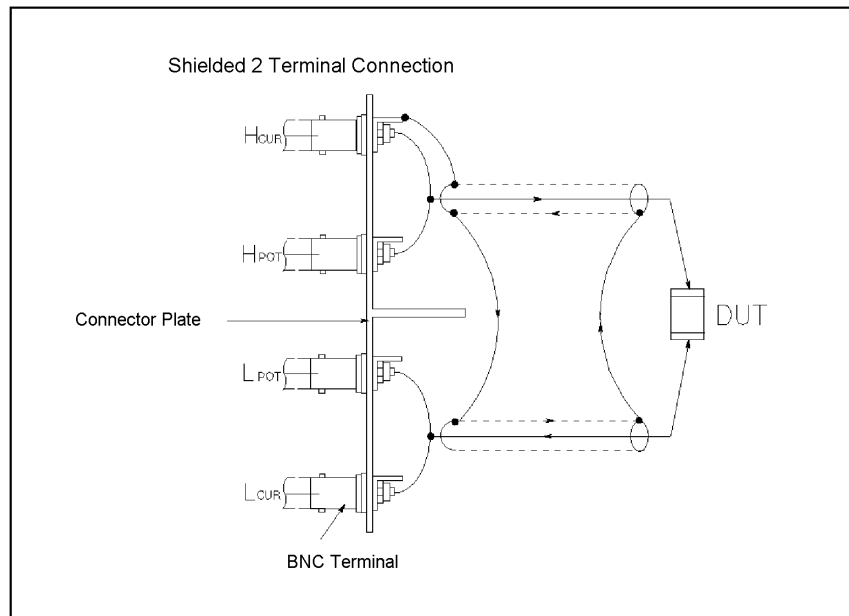 Shielded 2 Terminal Connection
HCUR
HPOT
Connector Plate
DUT
LPOT
LCUR
BNC Terminal